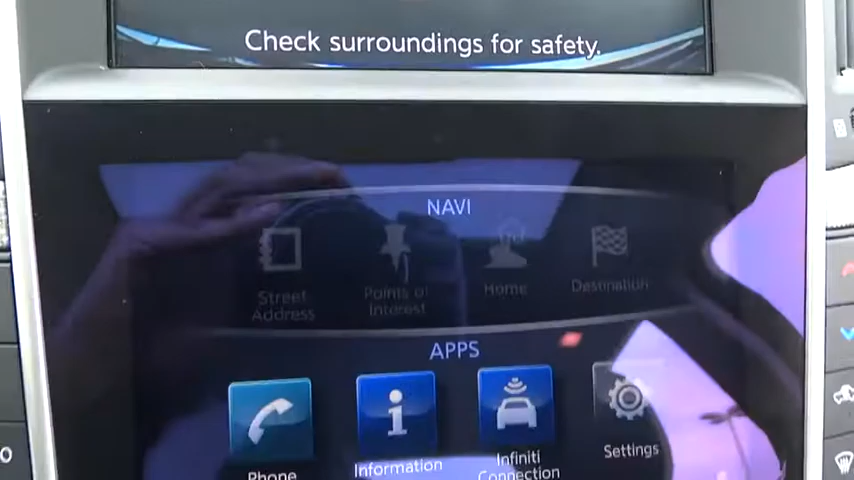 Check surroundings for safety.
NAVI
Street
Address
Points of
Interest
Home
Destination
APPS
Phone
Information
Infiniti
Connection
Settings